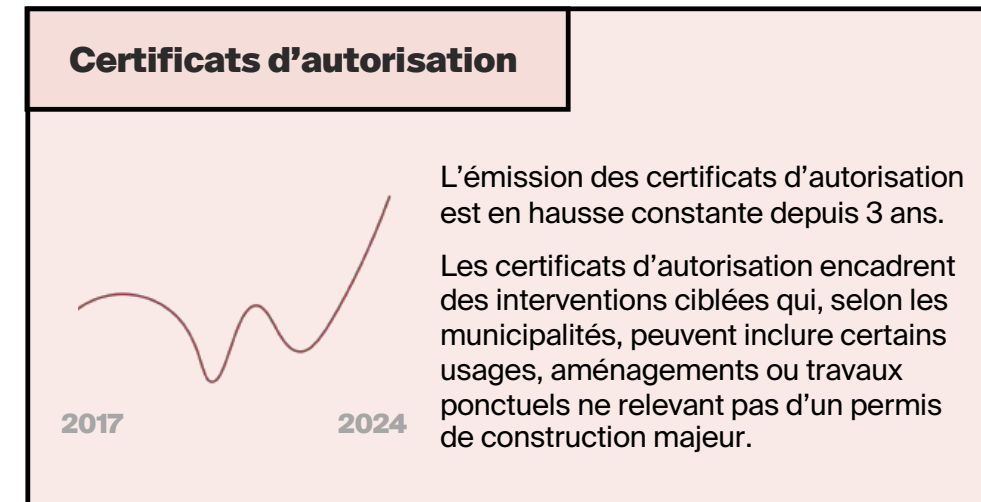 Certificats d’autorisation
L’émission des certificats d’autorisation
est en hausse constante depuis 3 ans.
Les certificats d’autorisation encadrent
des interventions ciblées qui, selon les
municipalités, peuvent inclure certains
usages, aménagements ou travaux
ponctuels ne relevant pas d’un permis
de construction majeur.
2017
2024